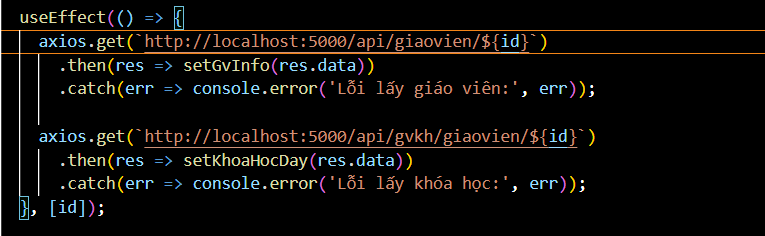 useEffect(() => {
axios.get(`http://localhost:5000/api/giaovien/${id}`)
.then(res => setGvInfo(res.data))
.catch(err => console.error('Lỗi lấy giáo viên:', err));
axios.get(`http://localhost:5000/api/gvkh/giaovien/${id}`)
.then(res => setKhoaHocDay(res.data))
.catch(err => console.error('Lỗi lấy khóa học:', err));
}, [id]);